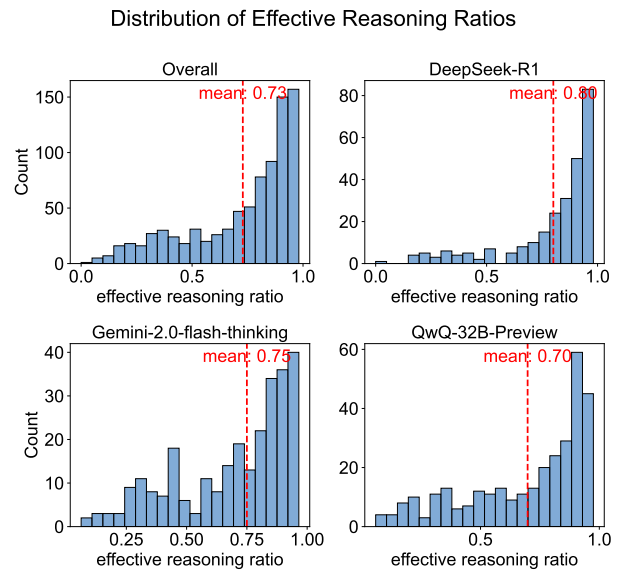 Distribution of Effective Reasoning Ratios
Overall
mean: 0.73
150
100
50
0
Count
0.0 0.5 1.0
effective reasoning ratio
DeepSeek-R1
mean: 0.80
80
60
40
20
0
0.0 0.5 1.0
effective reasoning ratio
Gemini-2.0-flash-thinking
mean: 0.75
40
30
20
10
0
Count
0.25 0.50 0.75 1.00
effective reasoning ratio
QwQ-32B-Preview
mean: 0.70
60
40
20
0
0.5 1.0
effective reasoning ratio